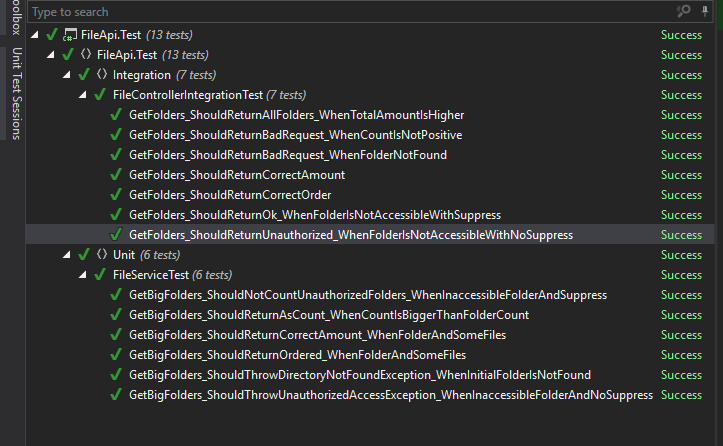 Type to search
oolbox
Unit Test Sessions
FileApi.Test (13 tests) Success
FileApi.Test (13 tests) Success
Integration (7 tests) Success
FileControllerIntegrationTest (7 tests) Success
GetFolders_ShouldReturnAllFolders_WhenTotalAmountIsHigher Success
GetFolders_ShouldReturnBadRequest_WhenCountIsNotPositive Success
GetFolders_ShouldReturnBadRequest_WhenFolderNotFound Success
GetFolders_ShouldReturnCorrectAmount Success
GetFolders_ShouldReturnCorrectOrder Success
GetFolders_ShouldReturnOk_WhenFolderIsNotAccessibleWithSuppress Success
GetFolders_ShouldReturnUnauthorized_WhenFolderIsNotAccessibleWithNoSuppress Success
Unit (6 tests) Success
FileServiceTest (6 tests) Success
GetBigFolders_ShouldNotCountUnauthorizedFolders_WhenInaccessibleFolderAndSuppress Success
GetBigFolders_ShouldReturnAsCount_WhenCountIsBiggerThanFolderCount Success
GetBigFolders_ShouldReturnCorrectAmount_WhenFolderAndSomeFiles Success
GetBigFolders_ShouldReturnOrdered_WhenFolderAndSomeFiles Success
GetBigFolders_ShouldThrowDirectoryNotFoundException_WhenInitialFolderIsNotFound Success
GetBigFolders_ShouldThrowUnauthorizedAccessException_WhenInaccessibleFolderAndNoSuppress Success